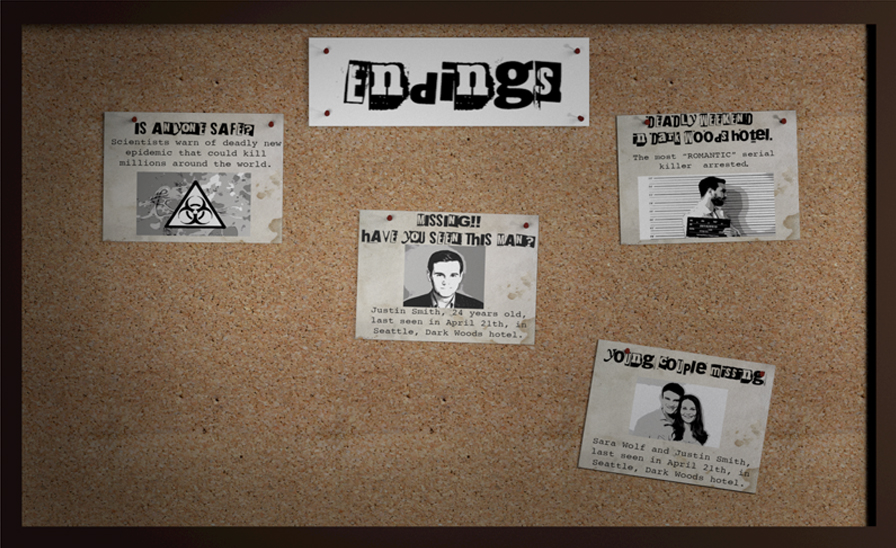 Endings
IS ANYONE SAFE?
Scientists warn of deadly new
epidemic that could kill
millions around the world.
DEADLY WEEKEND
in DARK WOODS hotel.
The most "ROMANTIC" serial
killer arrested.
MISSING!!
HAVE YOU SEEN THIS MAN?
Justin Smith, 24 years old,
last seen in April 21th, in
Seattle, Dark Woods hotel.
young couple missing
Sara Wolf and Justin Smith,
last seen in April 21th, in
Seattle, Dark Woods hotel.